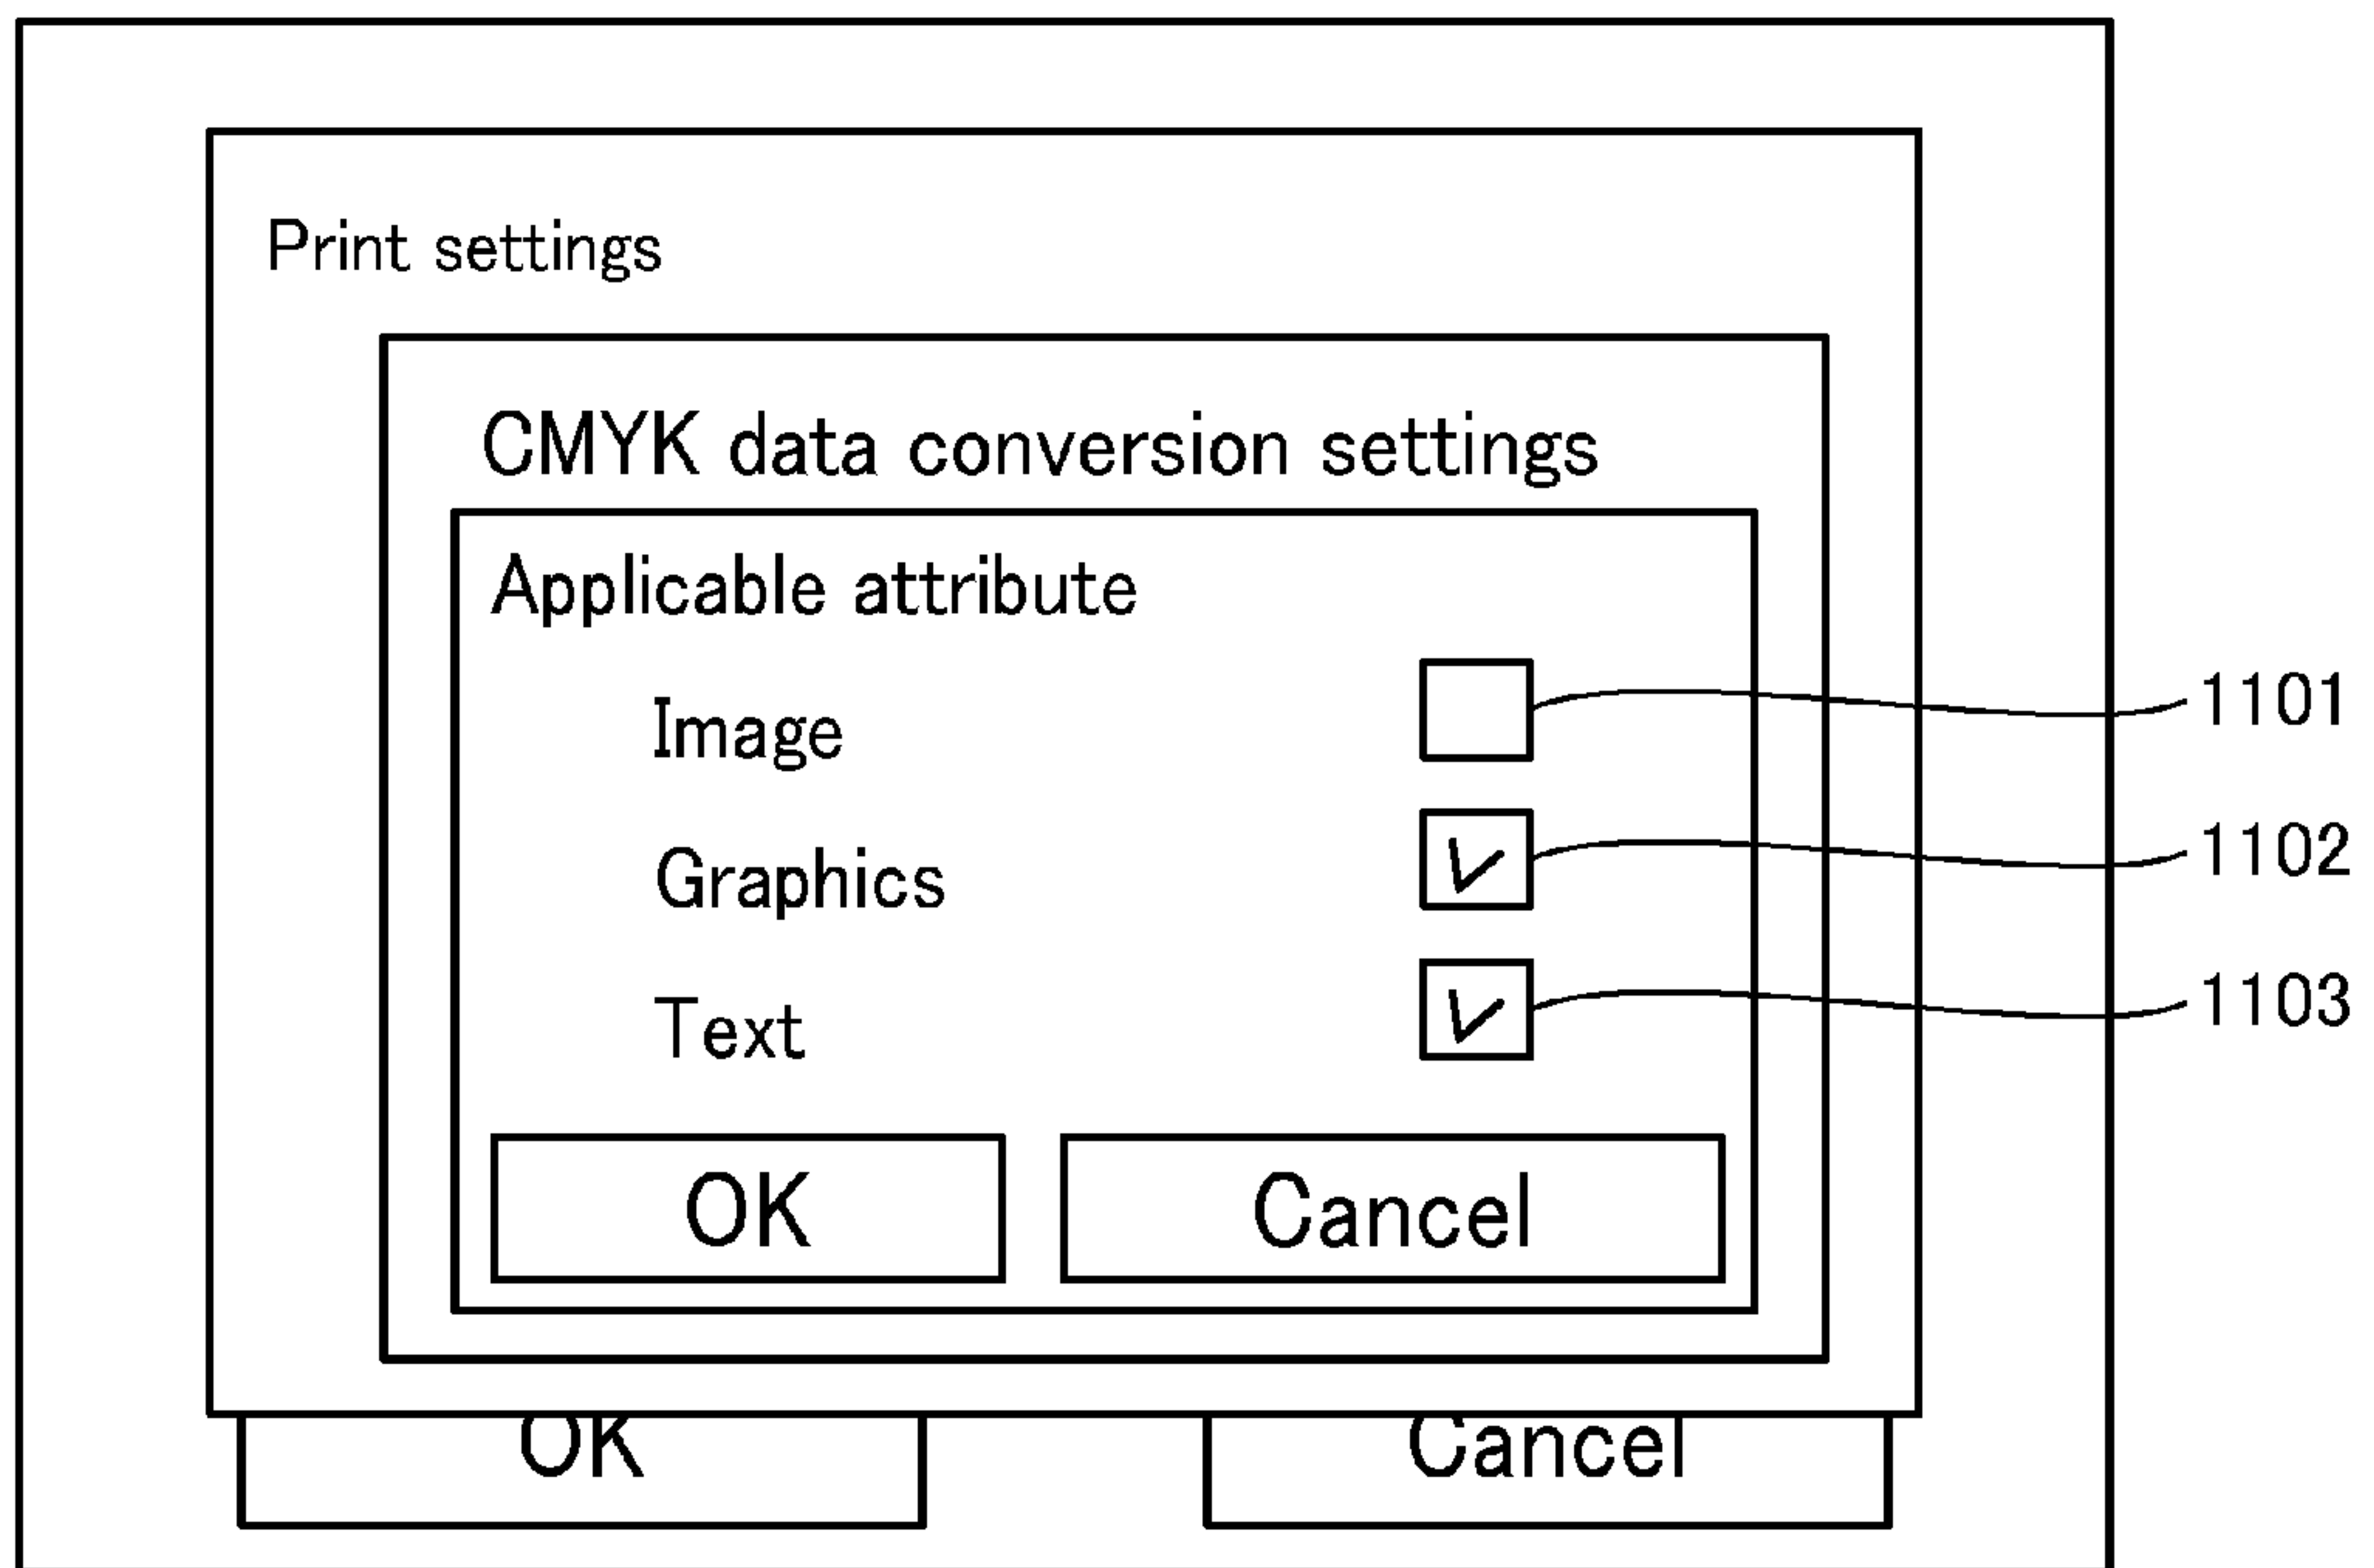 Print settings
CMYK data conversion settings
Applicable attribute
Image 1101
Graphics 1102
Text 1103
OK Cancel
OK Cancel